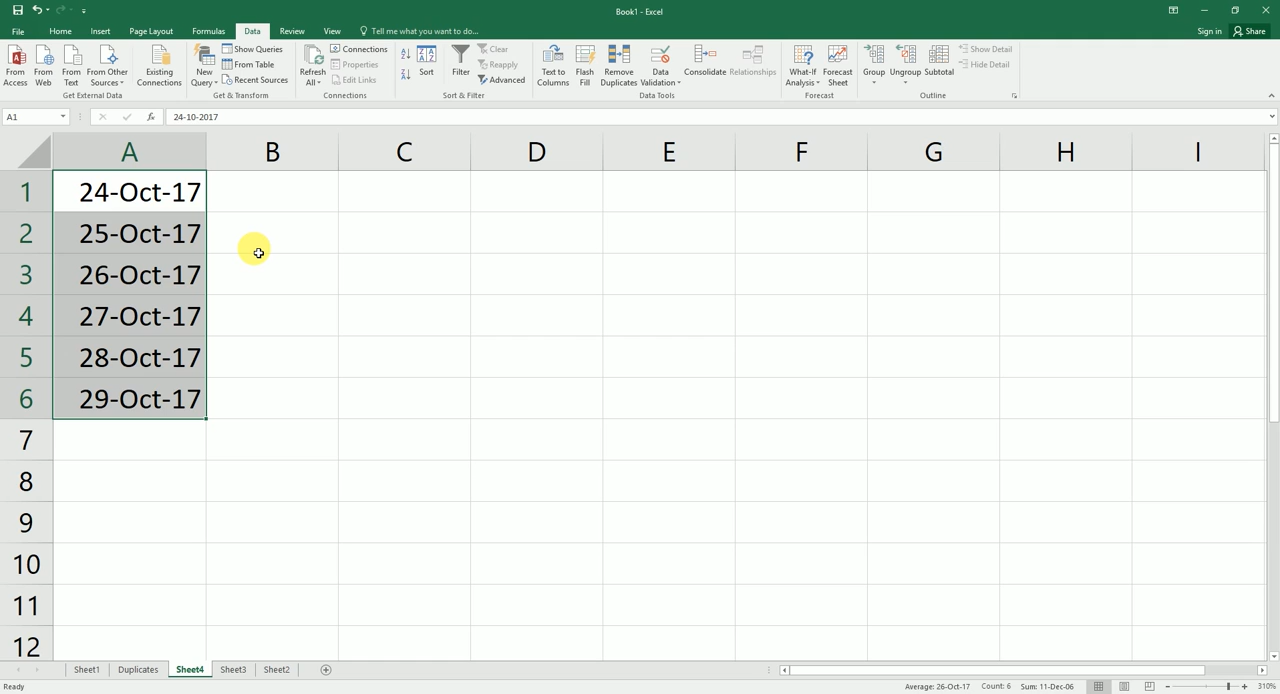 Book1 - Excel
File Home Insert Page Layout Formulas Data Review View Tell me what you want to do... Sign in Share
From Access
From Web
From Text
From Other Sources
Existing Connections
Get External Data
New Query
Show Queries
From Table
Recent Sources
Get & Transform
Refresh All
Connections
Properties
Edit Links
Connections
Sort
Filter
Clear
Reapply
Advanced
Sort & Filter
Text to Columns
Flash Fill
Remove Duplicates
Data Validation
Consolidate
Relationships
Data Tools
What-If Analysis
Forecast Sheet
Forecast
Group
Ungroup
Subtotal
Show Detail
Hide Detail
Outline
A1 fx 24-10-2017
A B C D E F G H I
1 24-Oct-17
2 25-Oct-17
3 26-Oct-17
4 27-Oct-17
5 28-Oct-17
6 29-Oct-17
7
8
9
10
11
12
Sheet1 Duplicates Sheet4 Sheet3 Sheet2
Ready Average: 26-Oct-17 Count: 6 Sum: 11-Dec-06 310%